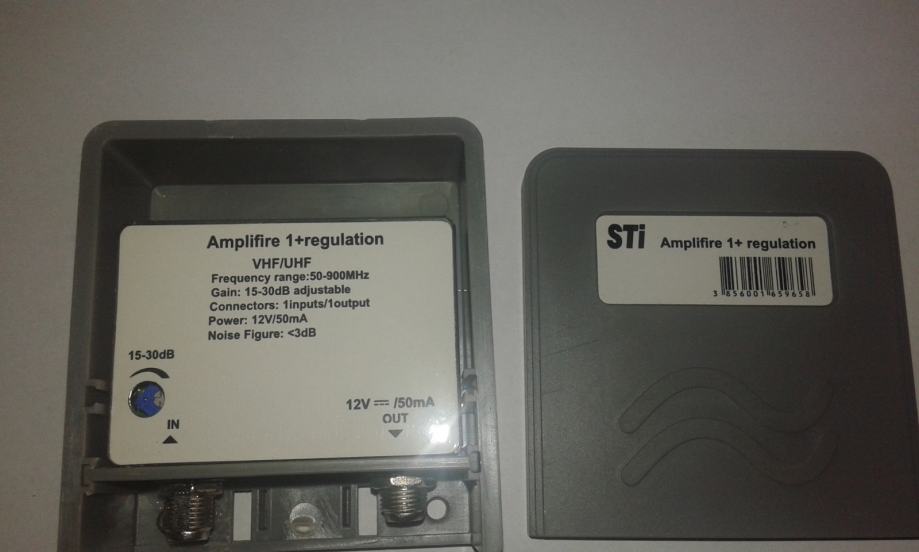 Amplifire 1+regulation
VHF/UHF
Frequency range:50-900MHz
Gain: 15-30dB adjustable
Connectors: 1inputs/1output
Power: 12V/50mA
Noise Figure: <3dB
15-30dB
IN
12V /50mA
OUT
STi Amplifire 1+ regulation
3 856001 659658